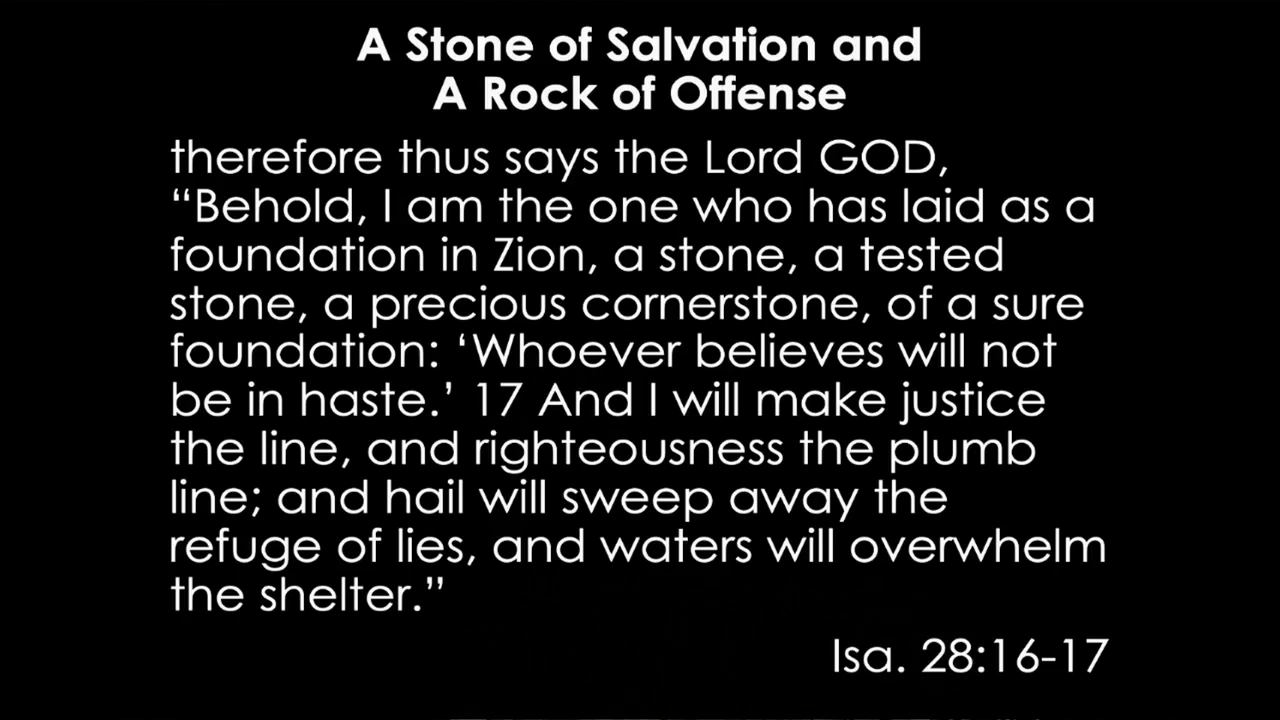 A Stone of Salvation and
A Rock of Offense
therefore thus says the Lord GOD,
“Behold, I am the one who has laid as a
foundation in Zion, a stone, a tested
stone, a precious cornerstone, of a sure
foundation: ‘Whoever believes will not
be in haste.’ 17 And I will make justice
the line, and righteousness the plumb
line; and hail will sweep away the
refuge of lies, and waters will overwhelm
the shelter.”
Isa. 28:16-17